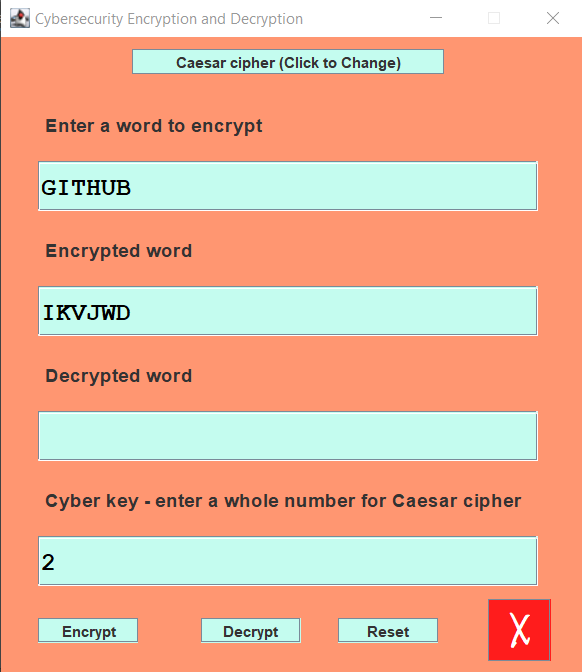 Cybersecurity Encryption and Decryption
Caesar cipher (Click to Change)
Enter a word to encrypt
GITHUB
Encrypted word
IKVJWD
Decrypted word
Cyber key - enter a whole number for Caesar cipher
2
Encrypt Decrypt Reset X